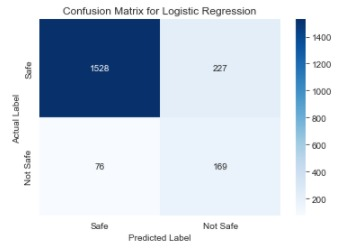 Confusion Matrix for Logistic Regression
Safe
1528
227
Not Safe
76
169
Actual Label
Safe
Not Safe
Predicted Label
1400
1200
1000
800
600
400
200